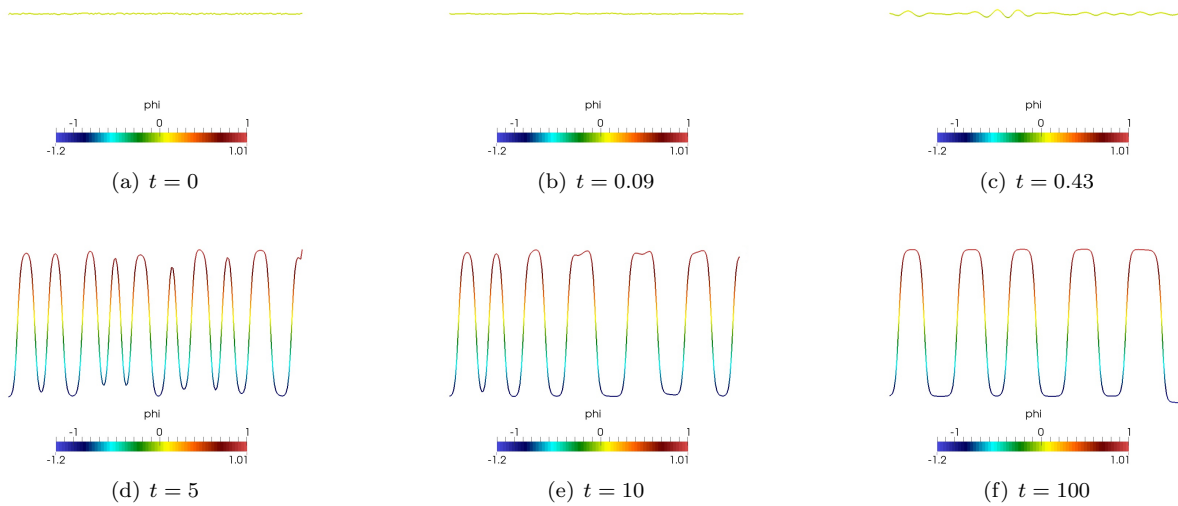 phi
-1 0 1
-1.2 1.01
(a) t = 0
phi
-1 0 1
-1.2 1.01
(b) t = 0.09
phi
-1 0 1
-1.2 1.01
(c) t = 0.43
phi
-1 0 1
-1.2 1.01
(d) t = 5
phi
-1 0 1
-1.2 1.01
(e) t = 10
phi
-1 0 1
-1.2 1.01
(f) t = 100